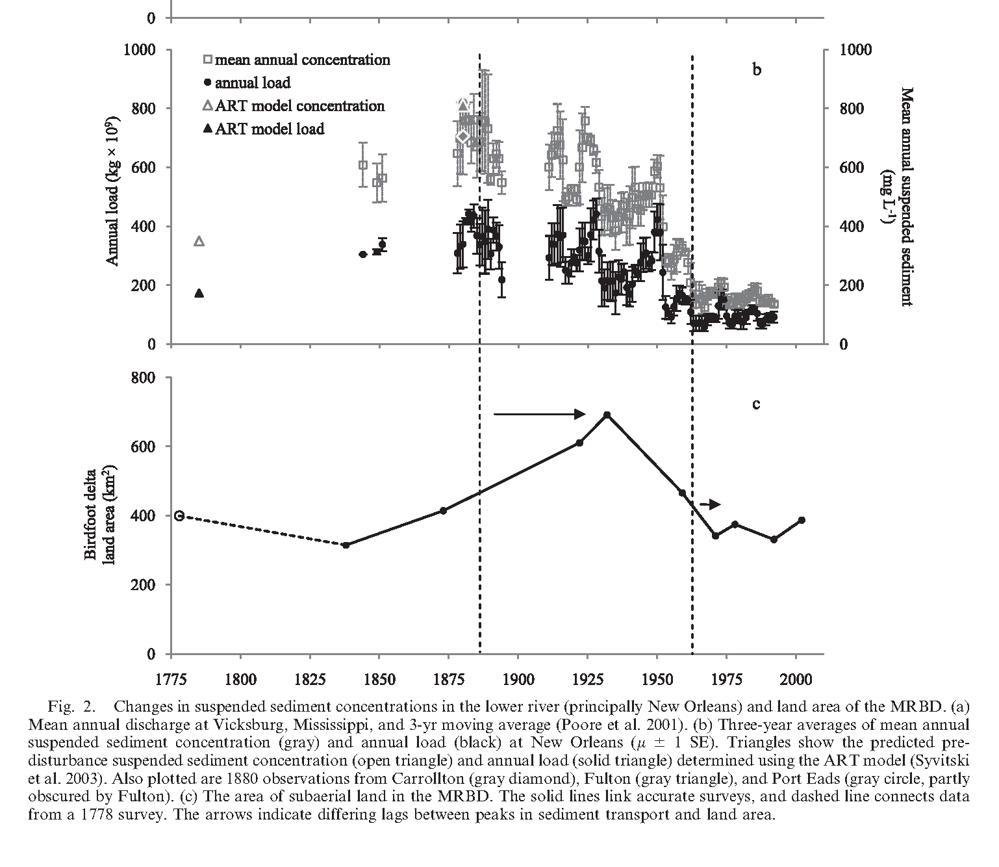 0
1000
800
600
400
200
0
Annual load (kg × 10⁹)
mean annual concentration
annual load
ART model concentration
ART model load
b
1000
800
600
400
200
0
Mean annual suspended sediment
(mg L⁻¹)
800
600
400
200
0
Birdfoot delta
land area (km²)
c
1775 1800 1825 1850 1875 1900 1925 1950 1975 2000
Fig. 2. Changes in suspended sediment concentrations in the lower river (principally New Orleans) and land area of the MRBD. (a)
Mean annual discharge at Vicksburg, Mississippi, and 3-yr moving average (Poore et al. 2001). (b) Three-year averages of mean annual
suspended sediment concentration (gray) and annual load (black) at New Orleans (μ ± 1 SE). Triangles show the predicted pre-
disturbance suspended sediment concentration (open triangle) and annual load (solid triangle) determined using the ART model (Syvitski
et al. 2003). Also plotted are 1880 observations from Carrollton (gray diamond), Fulton (gray triangle), and Port Eads (gray circle, partly
obscured by Fulton). (c) The area of subaerial land in the MRBD. The solid lines link accurate surveys, and dashed line connects data
from a 1778 survey. The arrows indicate differing lags between peaks in sediment transport and land area.